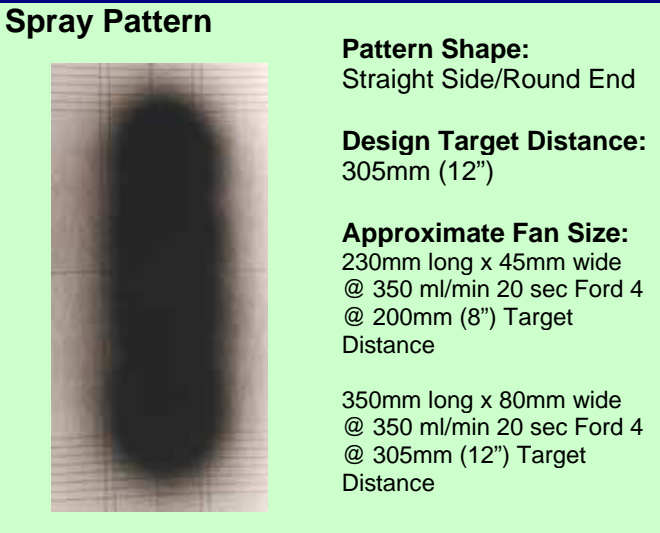 Spray Pattern
Pattern Shape:
Straight Side/Round End
Design Target Distance:
305mm (12”)
Approximate Fan Size:
230mm long x 45mm wide
@ 350 ml/min 20 sec Ford 4
@ 200mm (8”) Target
Distance
350mm long x 80mm wide
@ 350 ml/min 20 sec Ford 4
@ 305mm (12”) Target
Distance